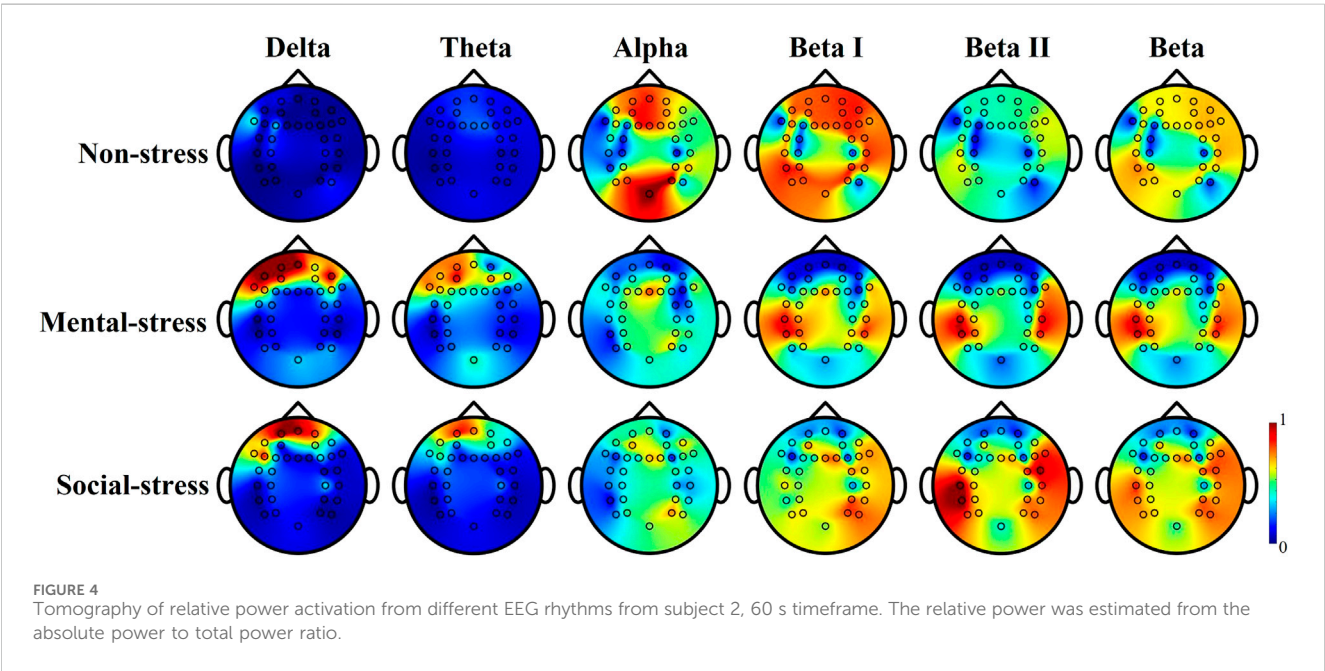 Delta Theta Alpha Beta I Beta II Beta
Non-stress
Mental-stress
1
Social-stress
0
FIGURE 4
Tomography of relative power activation from different EEG rhythms from subject 2, 60 s timeframe. The relative power was estimated from the
absolute power to total power ratio.